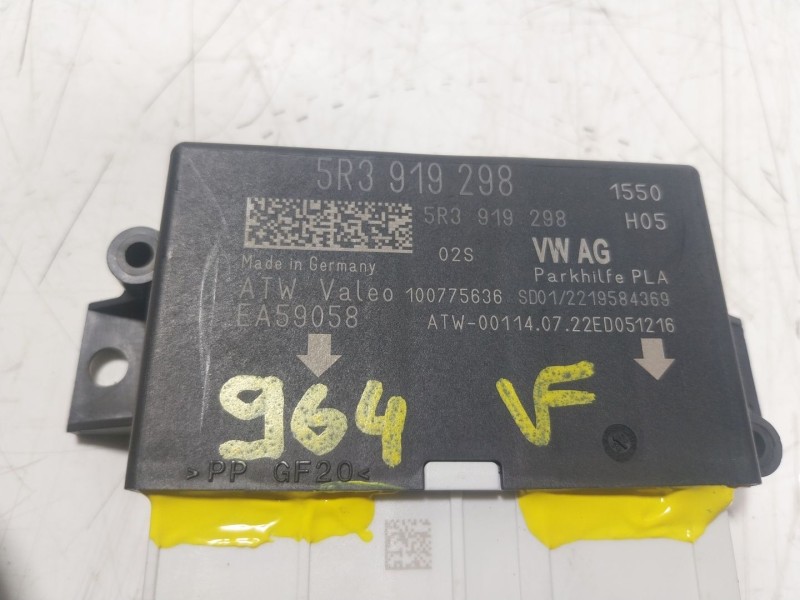 5R3 919 298
1550
5R3 919 298
H05
02S
VW AG
Made in Germany
Parkhilfe PLA
ATW Valeo 100775636 SD01/2219584369
EA59058
ATW-00114.07.22ED051216
964 VF
>PP GF20<